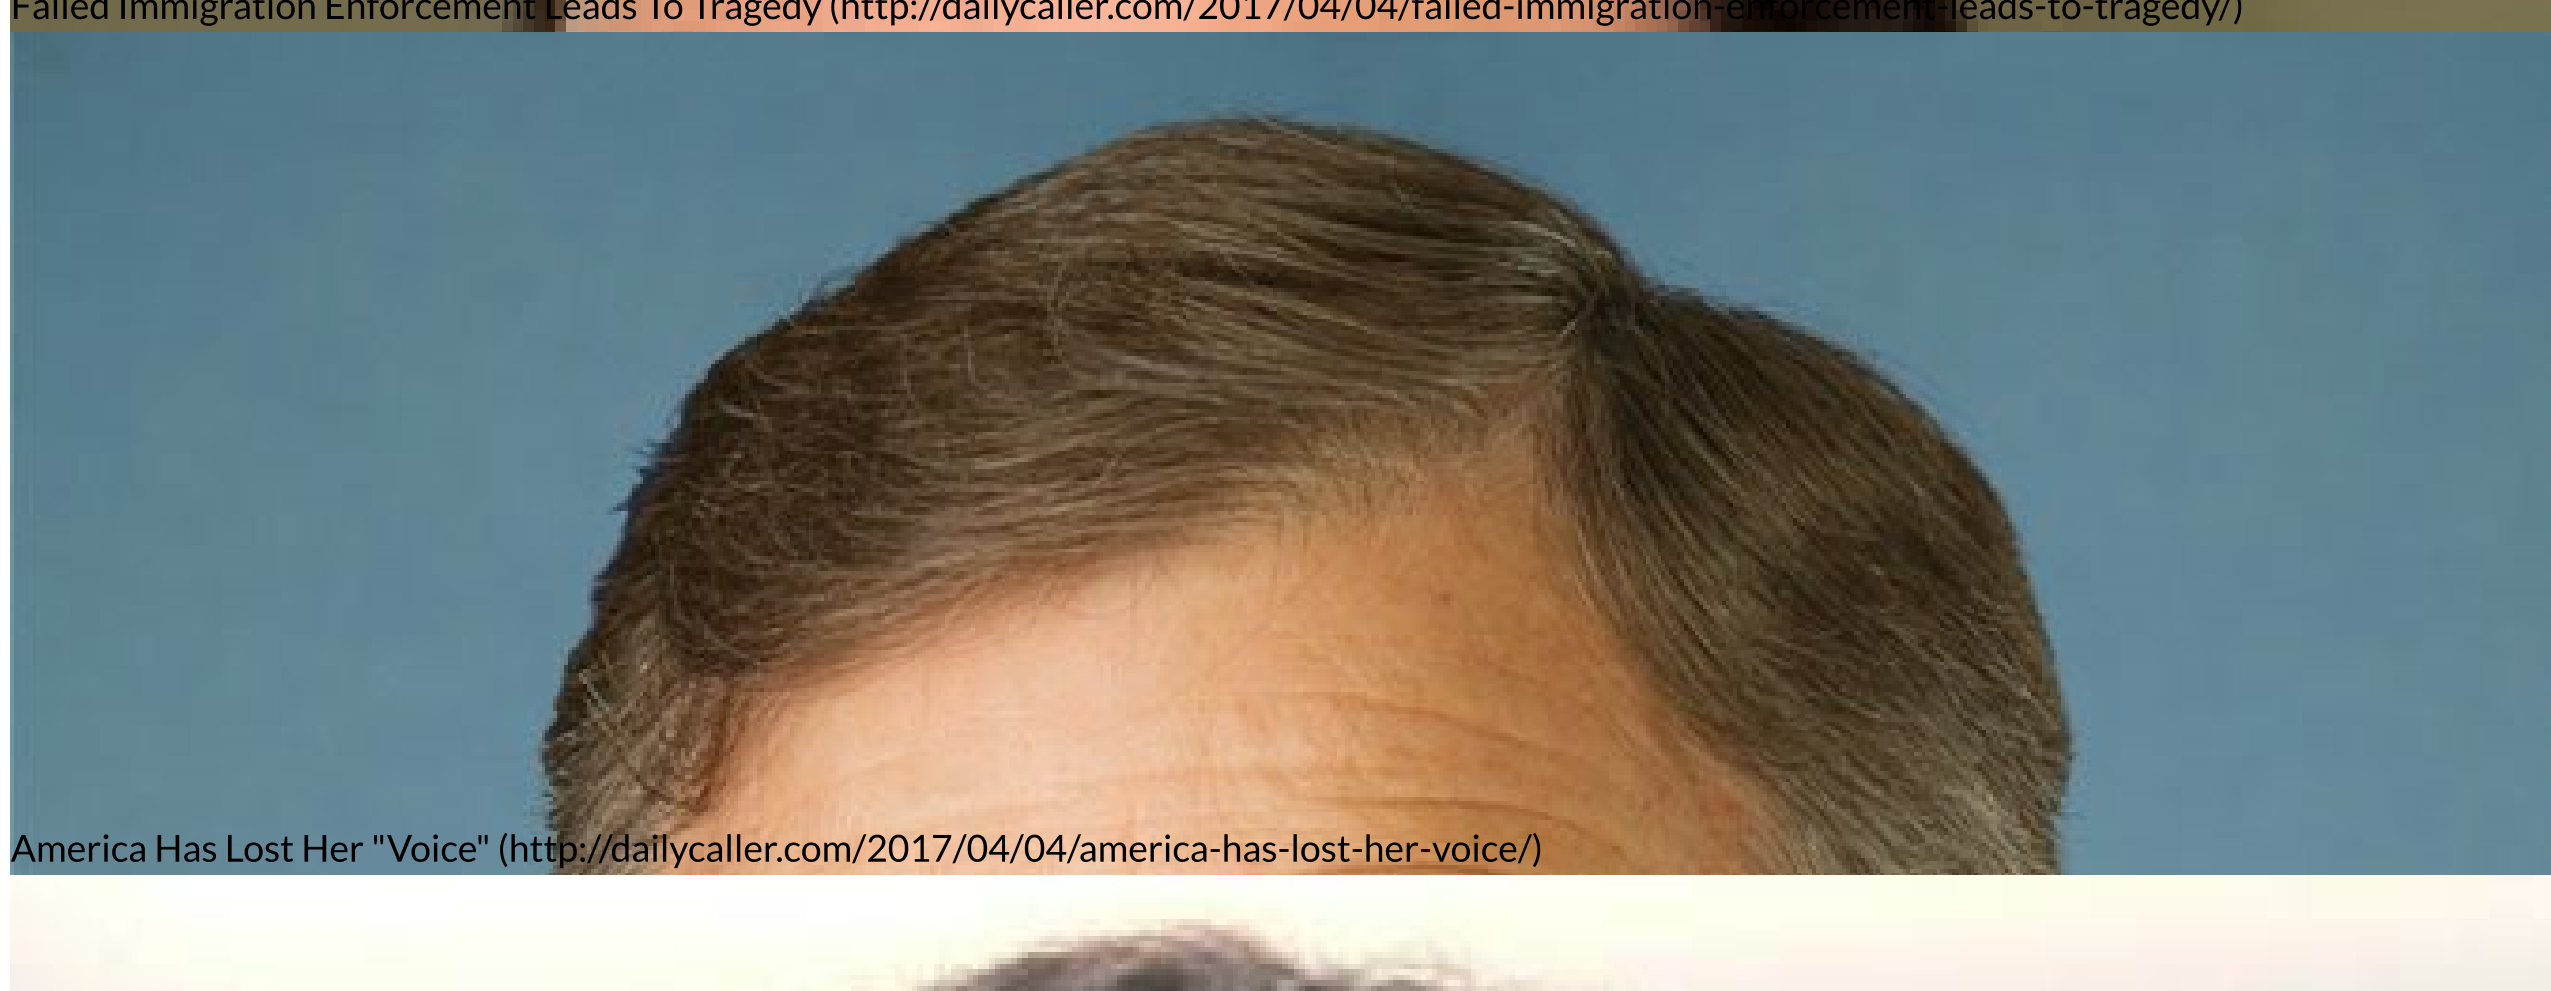 Failed Immigration Enforcement Leads To Tragedy (http://dailycaller.com/2017/04/04/failed-immigration-enforcement-leads-to-tragedy/)
America Has Lost Her "Voice" (http://dailycaller.com/2017/04/04/america-has-lost-her-voice/)